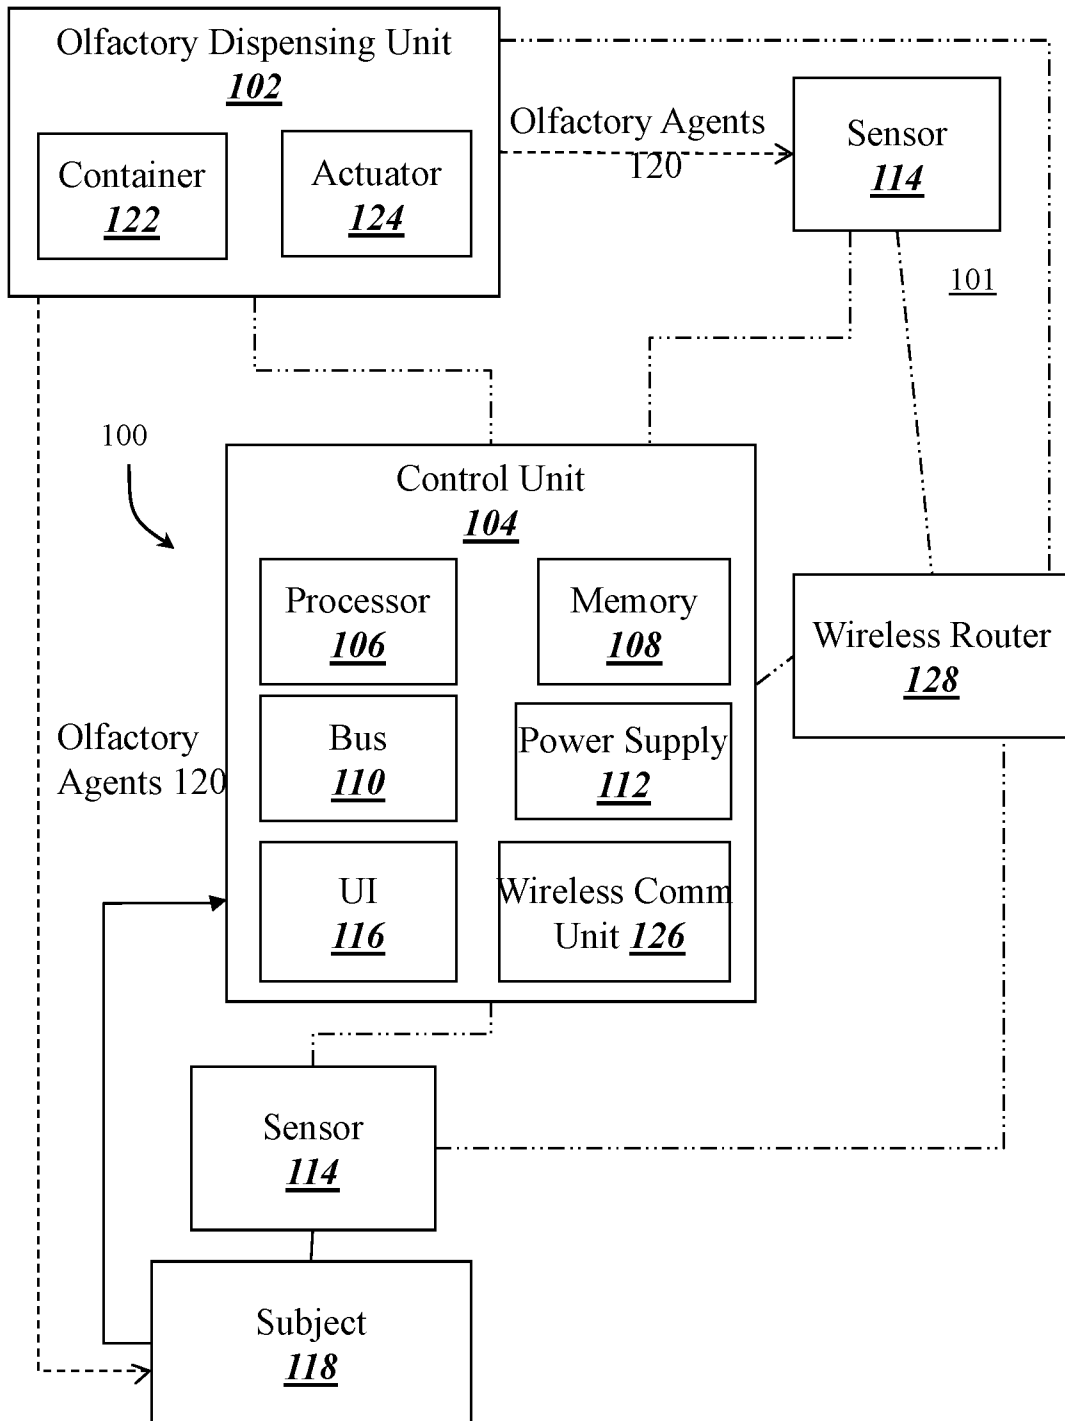 Olfactory Dispensing Unit
102
Container
122
Actuator
124
Olfactory Agents
120
Sensor
114
101
100
Control Unit
104
Processor
106
Memory
108
Bus
110
Power Supply
112
UI
116
Wireless Comm
Unit 126
Wireless Router
128
Olfactory
Agents 120
Sensor
114
Subject
118